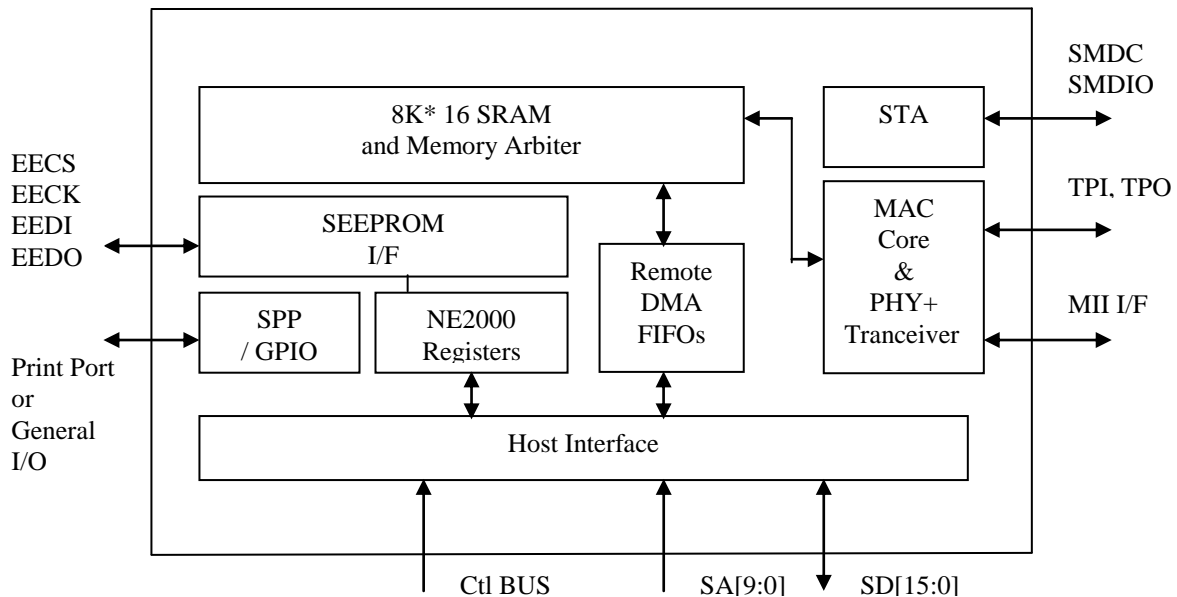 SMDC
SMDIO
8K* 16 SRAM
and Memory Arbiter
STA
EECS
EECK
EEDI
EEDO
SEEPROM
I/F
MAC
Core
&
PHY+
Tranceiver
TPI, TPO
Remote
DMA
FIFOs
SPP
/ GPIO
NE2000
Registers
MII I/F
Print Port
or
General
I/O
Host Interface
Ctl BUS
SA[9:0]
SD[15:0]